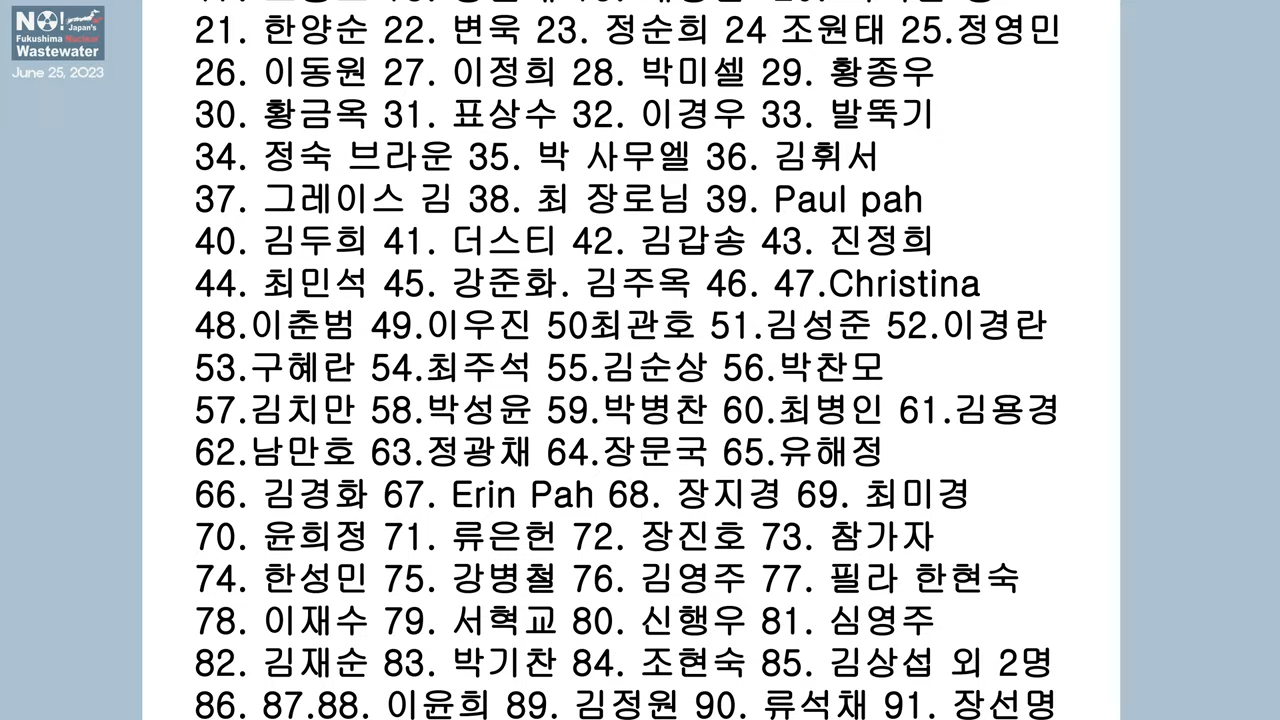 NO!
Japan's
Fukushima Nuclear
Wastewater
June 25, 2023
21. 한양순 22. 변욱 23. 정순희 24 조원태 25.정영민
26. 이동원 27. 이정희 28. 박미셀 29. 황종우
30. 황금옥 31. 표상수 32. 이경우 33. 발뚝기
34. 정숙 브라운 35. 박 사무엘 36. 김휘서
37. 그레이스 김 38. 최 장로님 39. Paul pah
40. 김두희 41. 더스티 42. 김갑송 43. 진정희
44. 최민석 45. 강준화. 김주옥 46. 47.Christina
48.이춘범 49.이우진 50최관호 51.김성준 52.이경란
53.구혜란 54.최주석 55.김순상 56.박찬모
57.김치만 58.박성윤 59.박병찬 60.최병인 61.김용경
62.남만호 63.정광채 64.장문국 65.유해정
66. 김경화 67. Erin Pah 68. 장지경 69. 최미경
70. 윤희정 71. 류은헌 72. 장진호 73. 참가자
74. 한성민 75. 강병철 76. 김영주 77. 필라 한현숙
78. 이재수 79. 서혁교 80. 신행우 81. 심영주
82. 김재순 83. 박기찬 84. 조현숙 85. 김상섭 외 2명
86. 87.88. 이윤희 89. 김정원 90. 류석채 91. 장선명